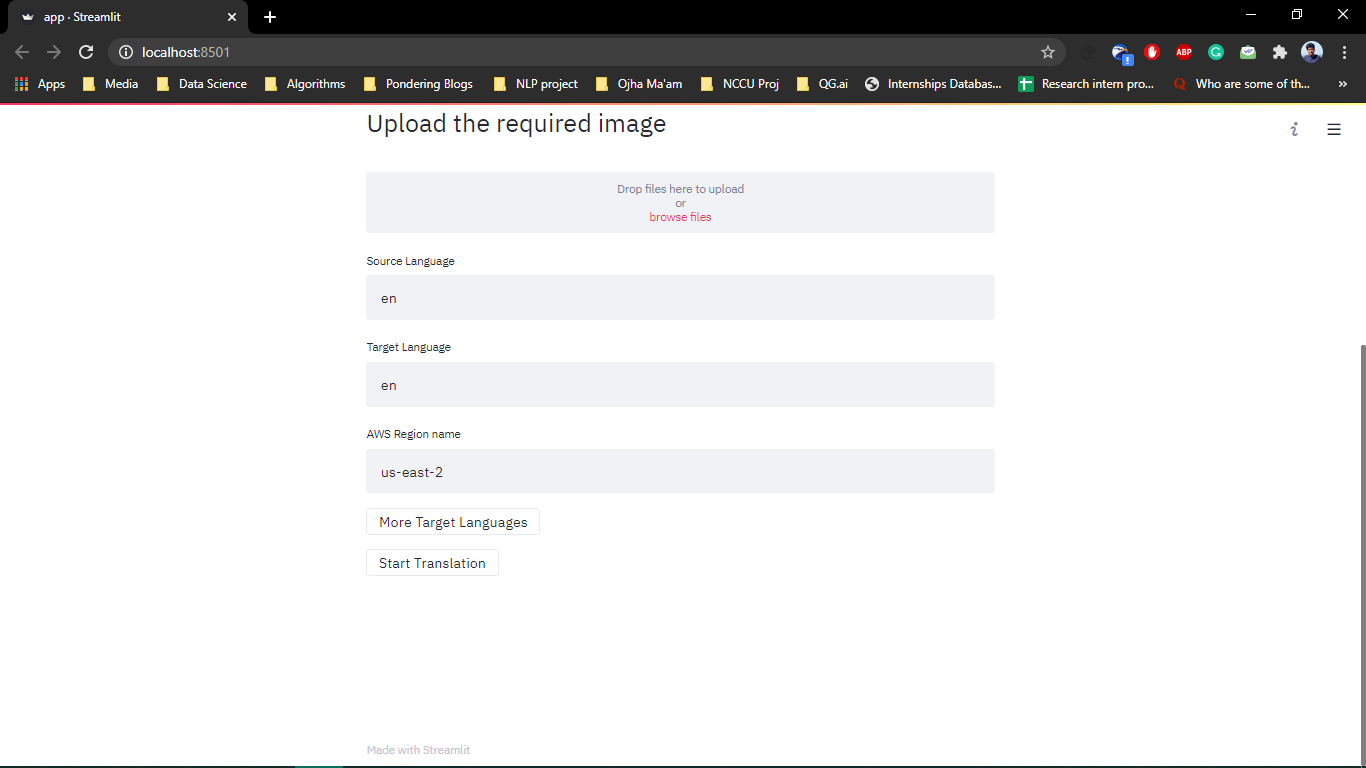 app · Streamlit
localhost:8501
Apps Media Data Science Algorithms Pondering Blogs NLP project Ojha Ma'am NCCU Proj QG.ai Internships Databas... Research intern pro... Who are some of th... »
Upload the required image
Drop files here to upload
or
browse files
Source Language
en
Target Language
en
AWS Region name
us-east-2
More Target Languages
Start Translation
Made with Streamlit